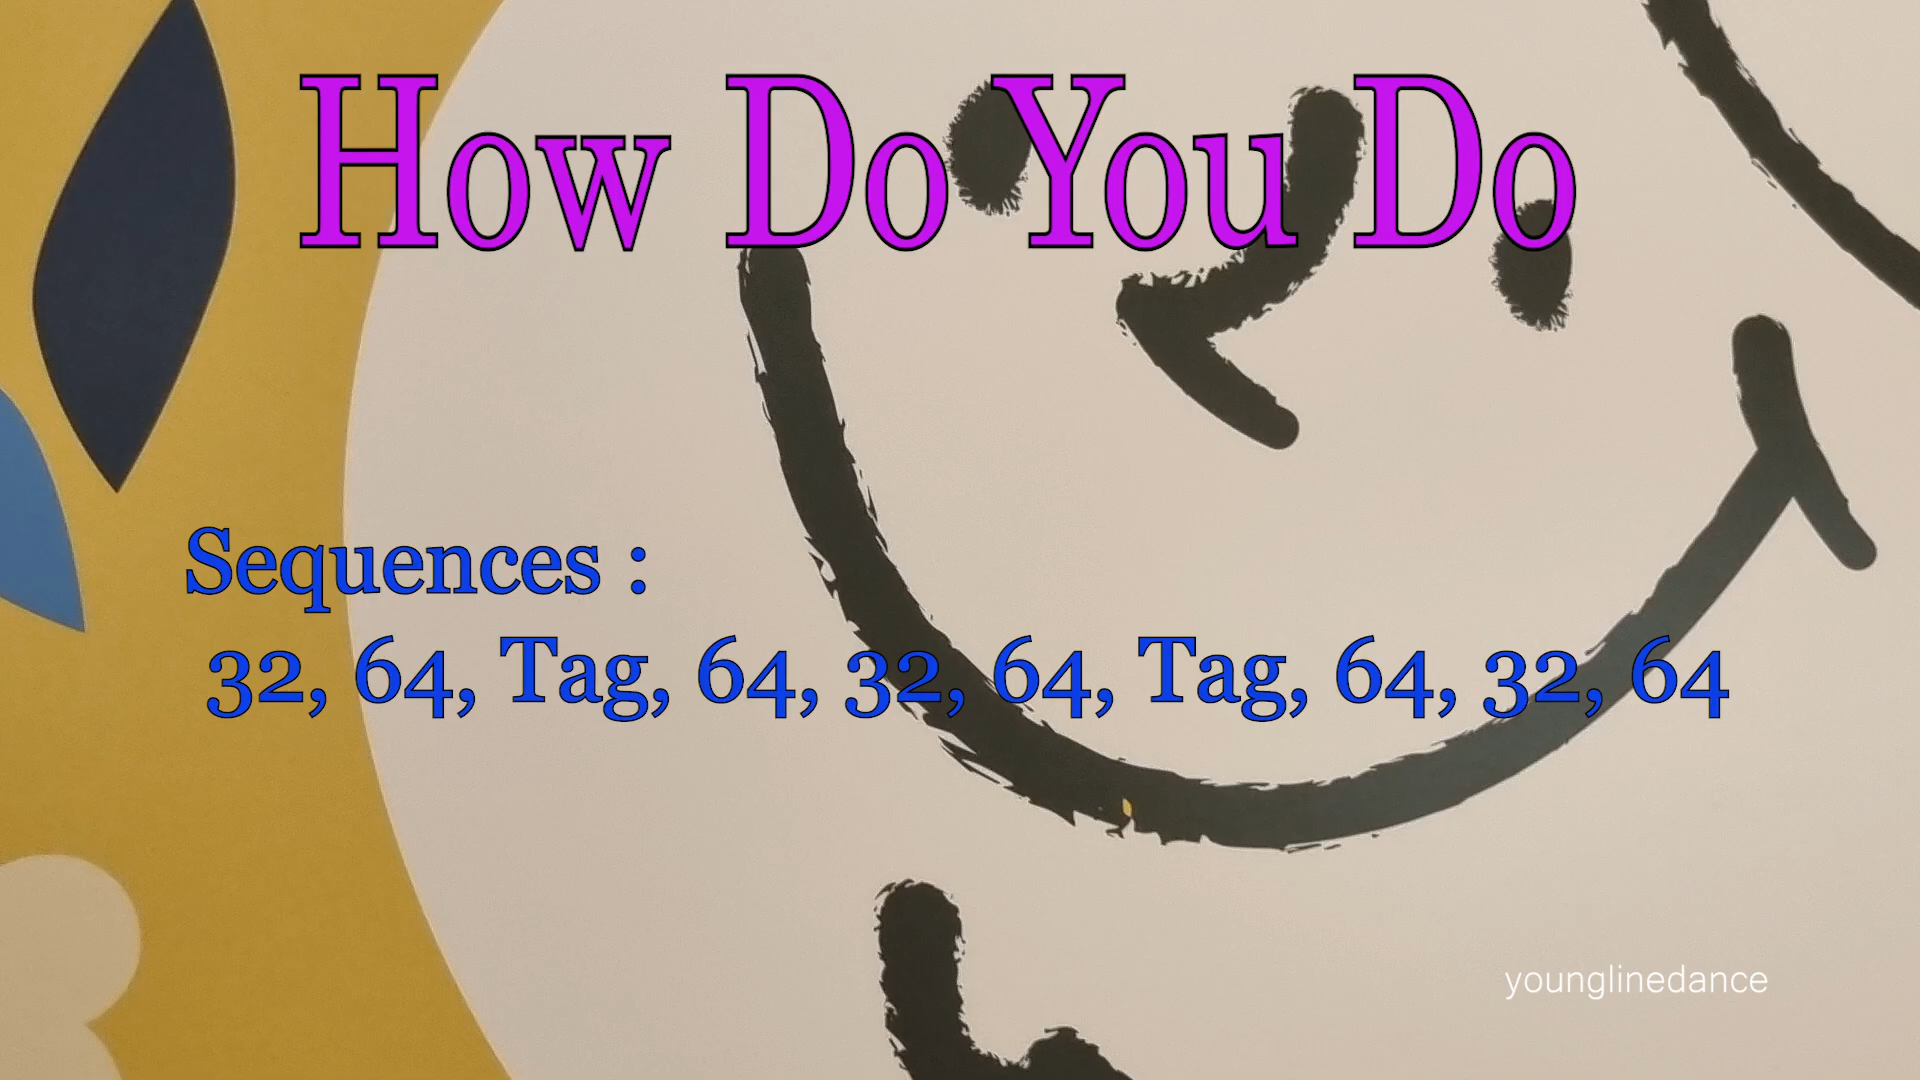 How Do You Do
Sequences :
32, 64, Tag, 64, 32, 64, Tag, 64, 32, 64
younglinedance